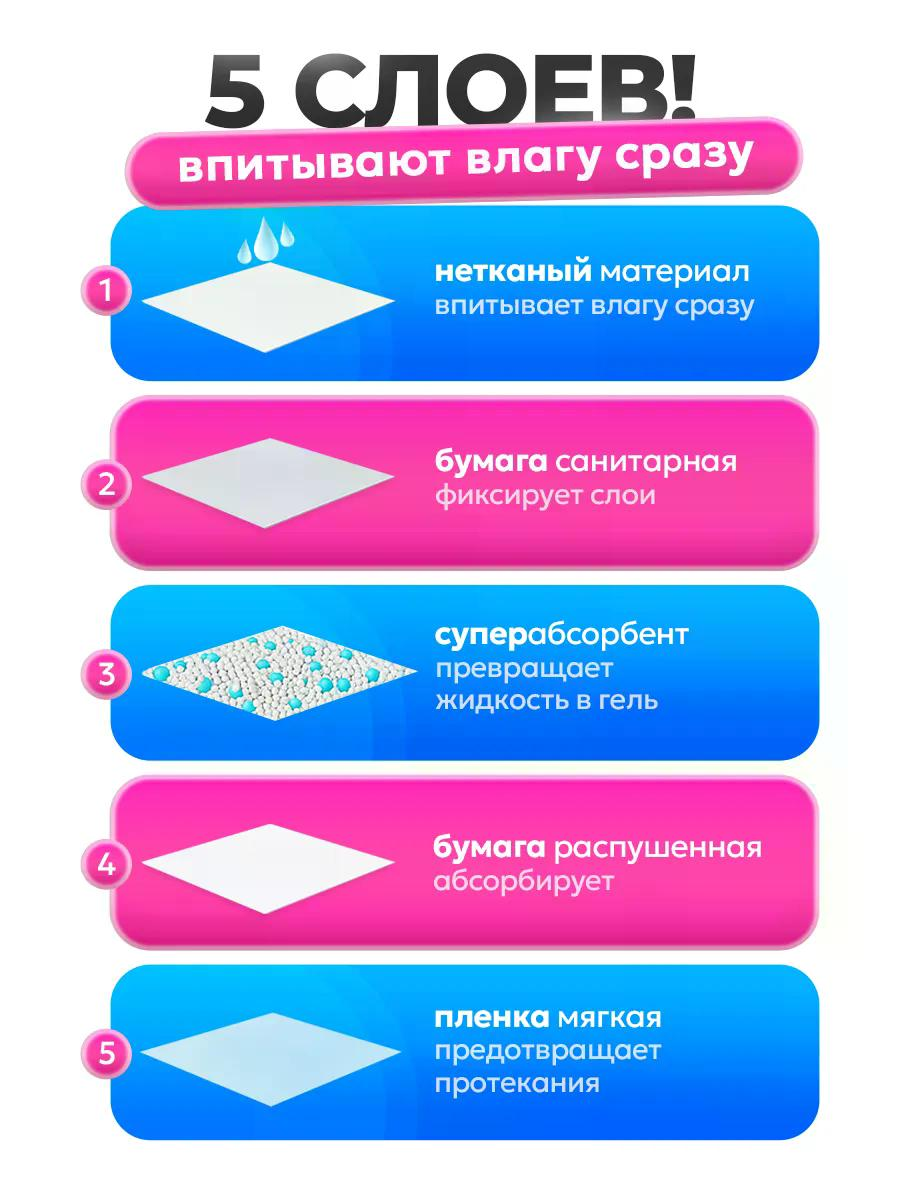 5 СЛОЕВ!
впитывают влагу сразу
1
нетканый материал
впитывает влагу сразу
2
бумага санитарная
фиксирует слои
3
суперабсорбент
превращает
жидкость в гель
4
бумага распушенная
абсорбирует
5
пленка мягкая
предотвращает
протекания